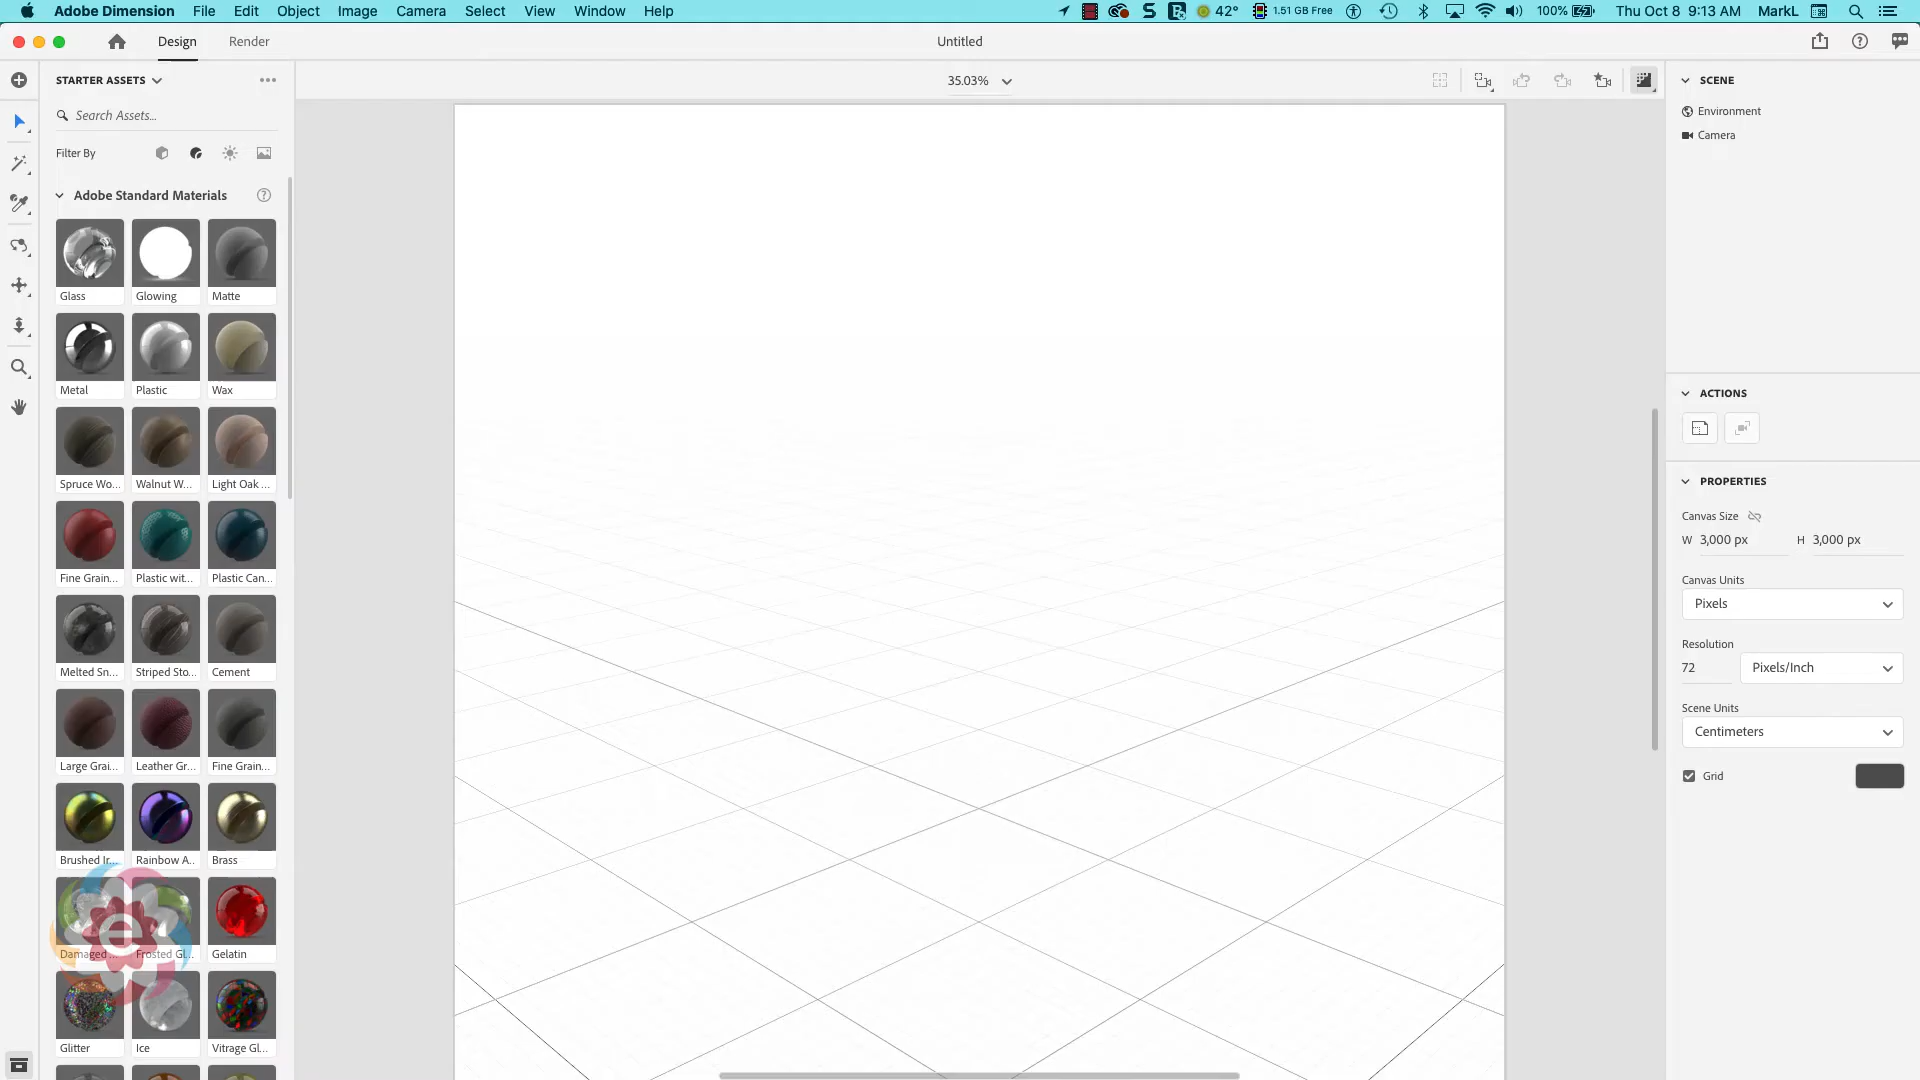 Adobe Dimension File Edit Object Image Camera Select View Window Help 42° 1.51 GB Free 100% Thu Oct 8 9:13 AM MarkL
Design Render Untitled
STARTER ASSETS
35.03%
SCENE
Search Assets...
Environment
Camera
Filter By
Adobe Standard Materials
Glass Glowing Matte
Metal Plastic Wax
ACTIONS
Spruce Wo... Walnut W... Light Oak ...
PROPERTIES
Canvas Size
W 3,000 px H 3,000 px
Fine Grain... Plastic wit... Plastic Can...
Canvas Units
Pixels
Resolution
72 Pixels/Inch
Melted Sn... Striped Sto... Cement
Scene Units
Centimeters
Large Grai... Leather Gr... Fine Grain...
Grid
Brushed Ir... Rainbow A... Brass
Damaged ... Frosted Gl... Gelatin
e
Glitter Ice Vitrage Gl...